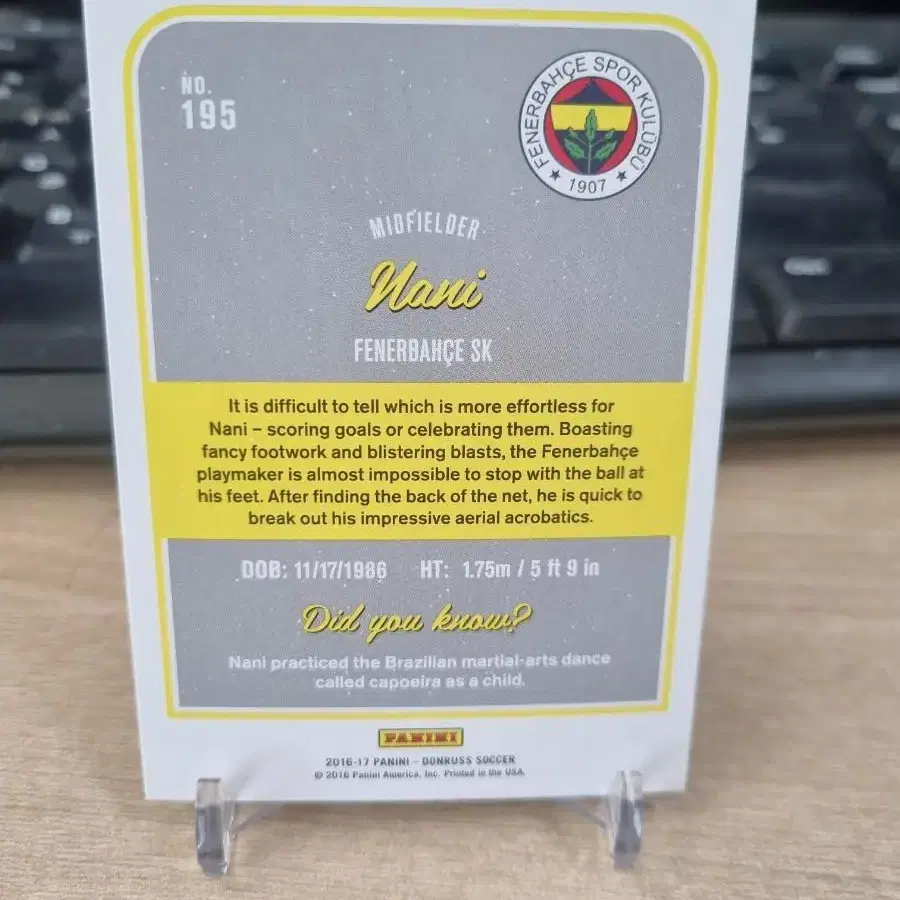 NO.
195
FENERBAHÇE SPOR KULÜBÜ
★ 1907 ★
MIDFIELDER
Nani
FENERBAHÇE SK
It is difficult to tell which is more effortless for
Nani – scoring goals or celebrating them. Boasting
fancy footwork and blistering blasts, the Fenerbahçe
playmaker is almost impossible to stop with the ball at
his feet. After finding the back of the net, he is quick to
break out his impressive aerial acrobatics.
DOB: 11/17/1986 HT: 1.75m / 5 ft 9 in
Did you know?
Nani practiced the Brazilian martial-arts dance
called capoeira as a child.
PANINI
2016-17 PANINI – DONRUSS SOCCER
© 2016 Panini America, Inc. Printed in the USA.